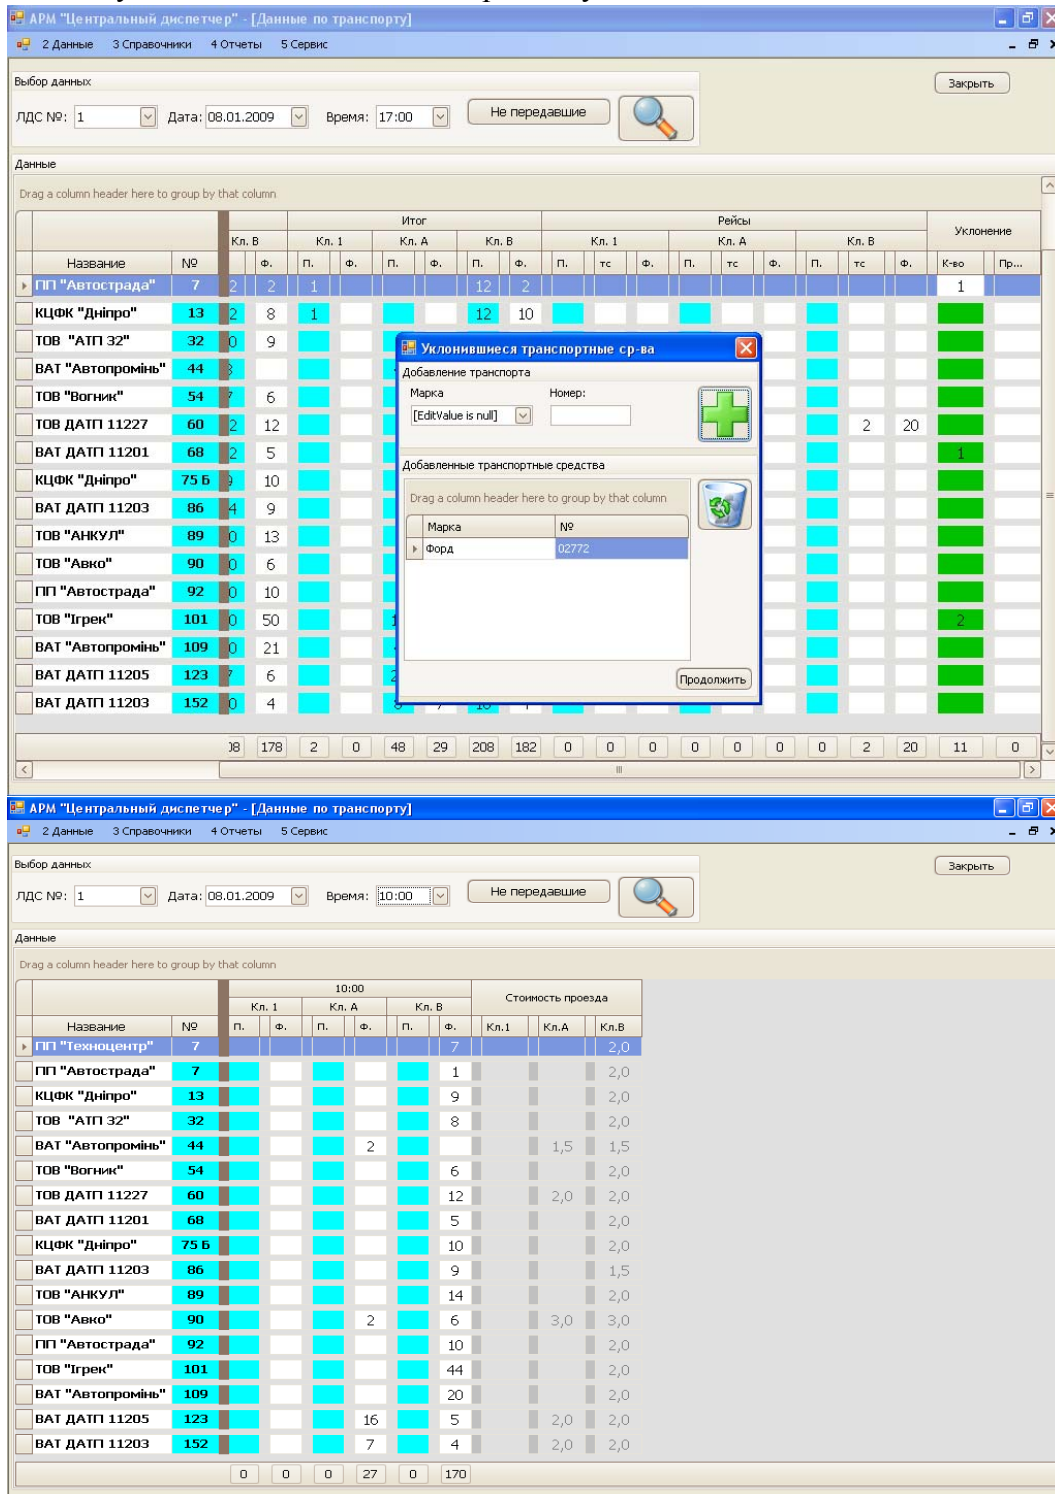 АРМ "Центральный диспетчер" - [Данные по транспорту]
2 Данные 3 Справочники 4 Отчеты 5 Сервис
Выбор данных
Закрыть
ЛДС №: 1 Дата: 08.01.2009 Время: 17:00 Не передавшие
Данные
Drag a column header here to group by that column
Итог Рейсы Уклонение
Кл. B Кл. 1 Кл. A Кл. B Кл. 1 Кл. A Кл. B
Название № Ф. П. Ф. П. Ф. П. Ф. П. тс Ф. П. тс Ф. П. тс Ф. К-во Пр...
ПП "Автострада" 7 2 2 1 12 2 1
КЦФК "Дніпро" 13 2 8 1 12 10
ТОВ "АТП 32" 32 0 9
ВАТ "Автопромінь" 44
ТОВ "Вогник" 54 7 6
ТОВ ДАТП 11227 60 2 12 2 20
ВАТ ДАТП 11201 68 2 5 1
КЦФК "Дніпро" 75 Б 10
ВАТ ДАТП 11203 86 4 9
ТОВ "АНКУЛ" 89 0 13
ТОВ "Авко" 90 0 6
ПП "Автострада" 92 0 10
ТОВ "Ігрек" 101 0 50 2
ВАТ "Автопромінь" 109 0 21
ВАТ ДАТП 11205 123 7 6
ВАТ ДАТП 11203 152 0 4
178 2 0 48 29 208 182 0 0 0 0 0 0 0 2 20 11 0
Уклонившиеся транспортные ср-ва
Добавление транспорта
Марка Номер:
[EditValue is null]
Добавленные транспортные средства
Drag a column header here to group by that column
Марка №
Форд 02772
Продолжить
АРМ "Центральный диспетчер" - [Данные по транспорту]
2 Данные 3 Справочники 4 Отчеты 5 Сервис
Выбор данных
Закрыть
ЛДС №: 1 Дата: 08.01.2009 Время: 10:00 Не передавшие
Данные
Drag a column header here to group by that column
10:00 Стоимость проезда
Кл. 1 Кл. A Кл. B
Название № П. Ф. П. Ф. П. Ф. Кл.1 Кл.A Кл.B
ПП "Техноцентр" 7 7 2,0
ПП "Автострада" 7 1 2,0
КЦФК "Дніпро" 13 9 2,0
ТОВ "АТП 32" 32 8 2,0
ВАТ "Автопромінь" 44 2 1,5 1,5
ТОВ "Вогник" 54 6 2,0
ТОВ ДАТП 11227 60 12 2,0 2,0
ВАТ ДАТП 11201 68 5 2,0
КЦФК "Дніпро" 75 Б 10 2,0
ВАТ ДАТП 11203 86 9 1,5
ТОВ "АНКУЛ" 89 14 2,0
ТОВ "Авко" 90 2 6 3,0 3,0
ПП "Автострада" 92 10 2,0
ТОВ "Ігрек" 101 44 2,0
ВАТ "Автопромінь" 109 20 2,0
ВАТ ДАТП 11205 123 16 5 2,0 2,0
ВАТ ДАТП 11203 152 7 4 2,0 2,0
0 0 0 27 0 170